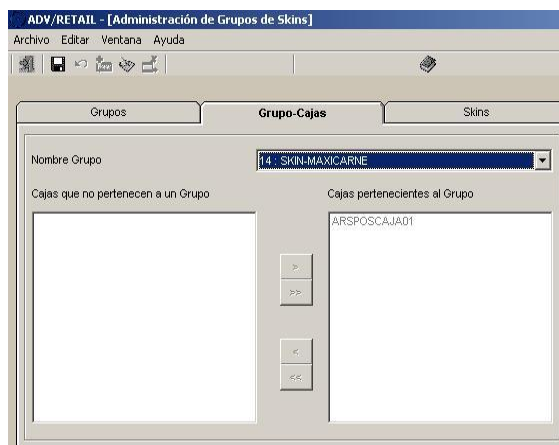 ADV/RETAIL - [Administración de Grupos de Skins]
Archivo Editar Ventana Ayuda
Grupos Grupo-Cajas Skins
Nombre Grupo 14 : SKIN-MAXICARNE
Cajas que no pertenecen a un Grupo Cajas pertenecientes al Grupo
ARSPOSCAJA01
>
>>
<
<<